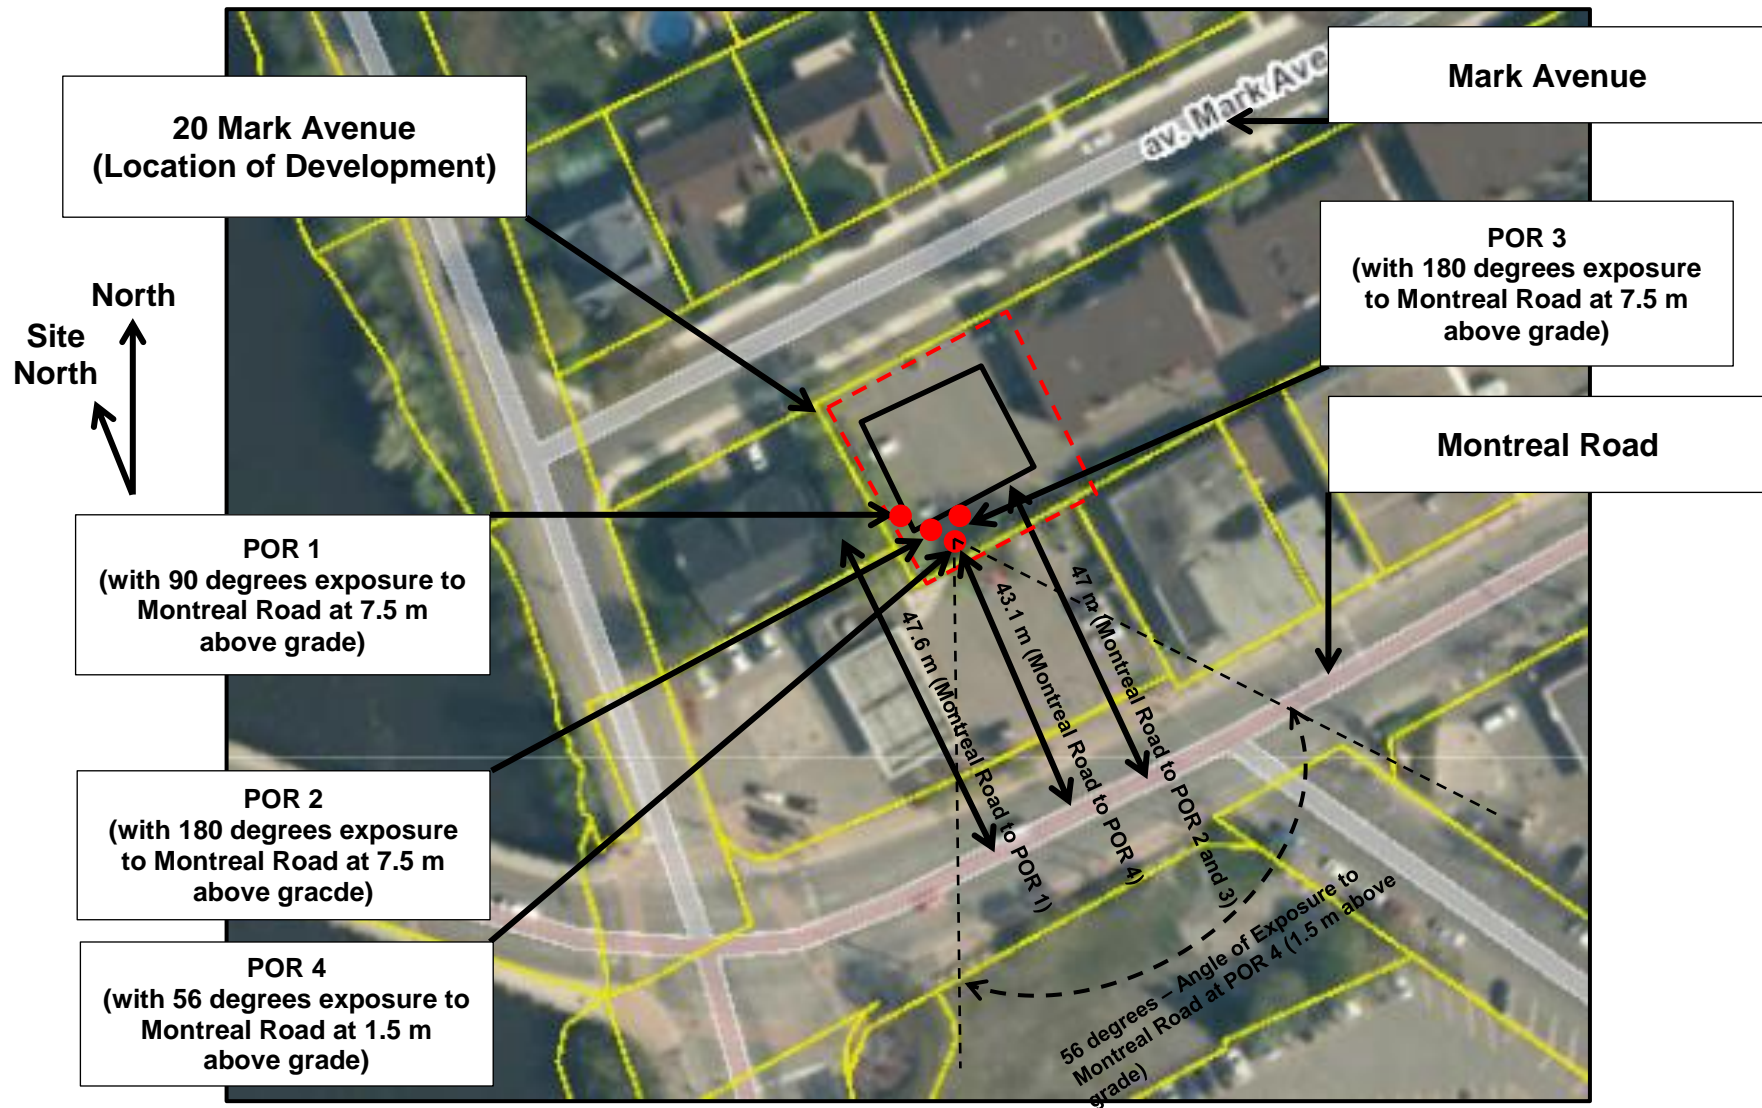 Mark Avenue
av. Mark Ave
20 Mark Avenue
(Location of Development)
POR 3
(with 180 degrees exposure
to Montreal Road at 7.5 m
above grade)
North
Site
North
Montreal Road
POR 1
(with 90 degrees exposure to
Montreal Road at 7.5 m
above grade)
47.6 m (Montreal Road to POR 1)
43.1 m (Montreal Road to POR 4)
47 m (Montreal Road to POR 2 and 3)
POR 2
(with 180 degrees exposure
to Montreal Road at 7.5 m
above gracde)
POR 4
(with 56 degrees exposure to
Montreal Road at 1.5 m
above grade)
56 degrees – Angle of Exposure to
Montreal Road at POR 4 (1.5 m above
grade)